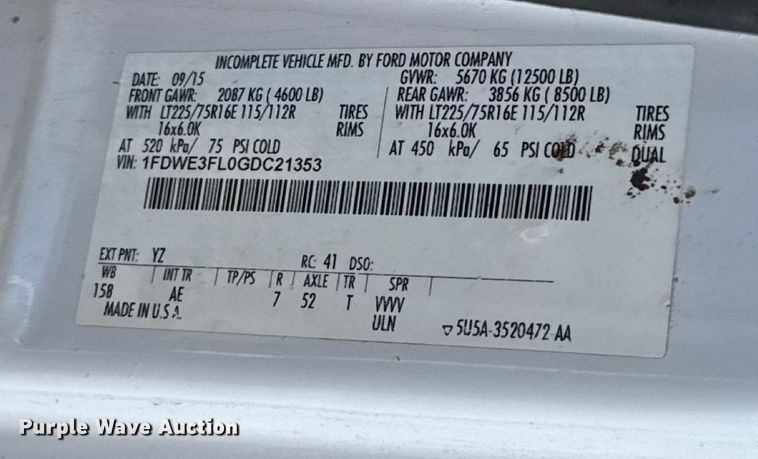 INCOMPLETE VEHICLE MFD. BY FORD MOTOR COMPANY
DATE: 09/15 GVWR: 5670 KG (12500 LB)
FRONT GAWR: 2087 KG ( 4600 LB) REAR GAWR: 3856 KG ( 8500 LB)
WITH LT225/75R16E 115/112R TIRES WITH LT225/75R16E 115/112R TIRES
16x6.0K RIMS 16x6.0K RIMS
AT 520 kPa/ 75 PSI COLD AT 450 kPa/ 65 PSI COLD DUAL
VIN: 1FDWE3FL0GDC21353
EXT PNT: YZ RC: 41 DSO:
WB INT TR TP/PS R AXLE TR SPR
158 AE 7 52 T VVVV
MADE IN U.S.A. ULN 5U5A-3520472-AA
Purple Wave Auction